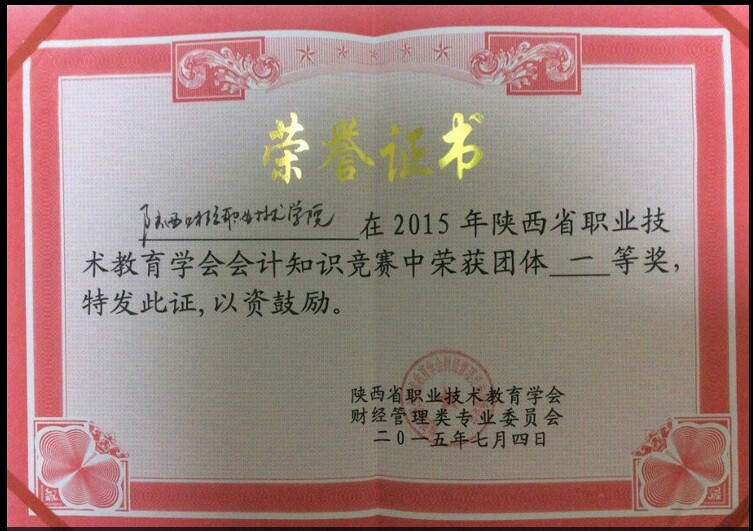 荣誉证书
陕西财经职业技术学院在2015年陕西省职业技
术教育学会会计知识竞赛中荣获团体一等奖,
特发此证,以资鼓励。
陕西省职业技术教育学会
财经管理类专业委员会
二〇一五年七月四日